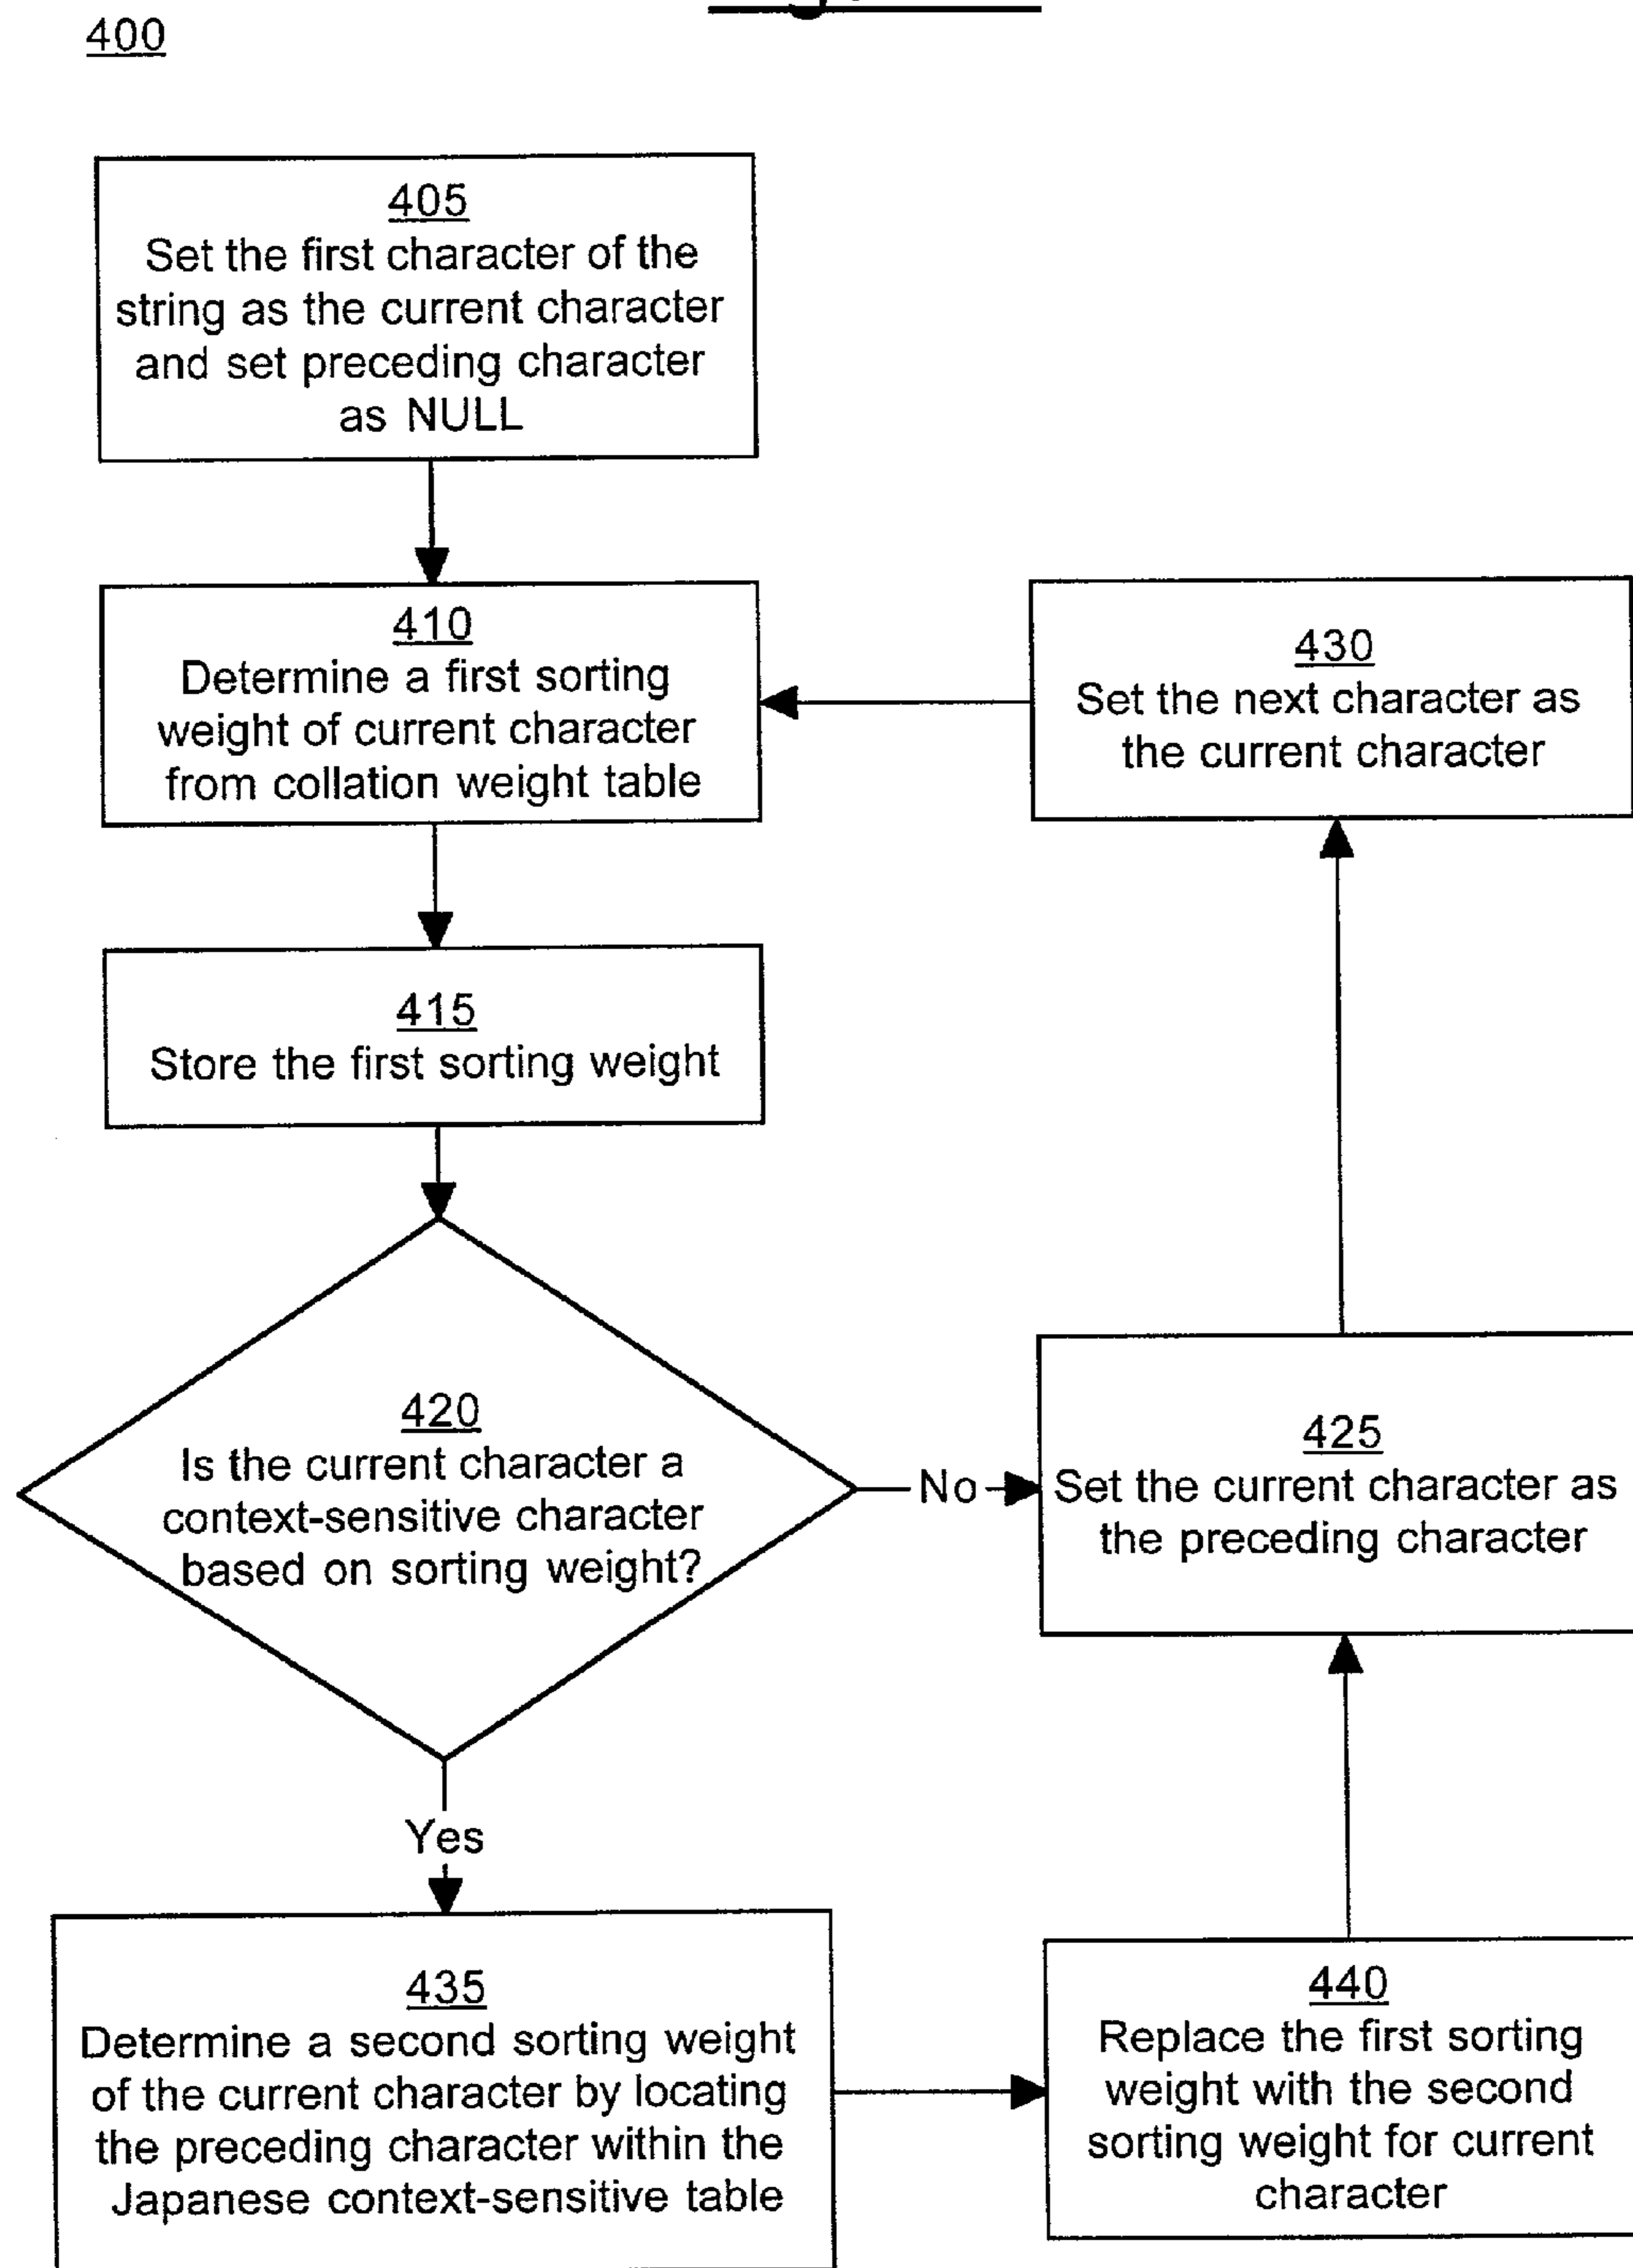 400
405
Set the first character of the
string as the current character
and set preceding character
as NULL
410
Determine a first sorting
weight of current character
from collation weight table
430
Set the next character as
the current character
415
Store the first sorting weight
420
Is the current character a
context-sensitive character
based on sorting weight?
No
425
Set the current character as
the preceding character
Yes
435
Determine a second sorting weight
of the current character by locating
the preceding character within the
Japanese context-sensitive table
440
Replace the first sorting
weight with the second
sorting weight for current
character